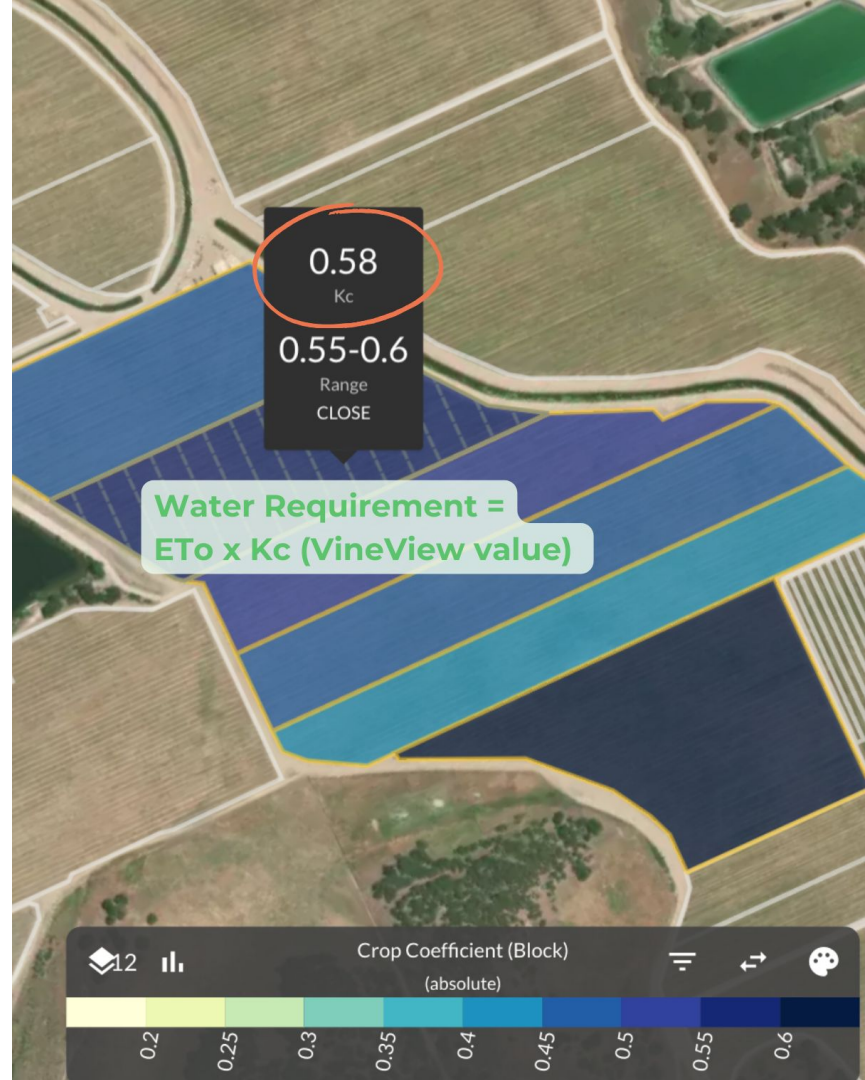 0.58
Kc
0.55-0.6
Range
CLOSE
Water Requirement =
ETo x Kc (VineView value)
12
Crop Coefficient (Block)
(absolute)
0.2
0.25
0.3
0.35
0.4
0.45
0.5
0.55
0.6